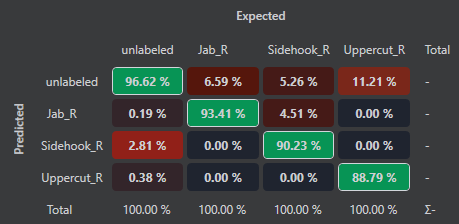 Expected
unlabeled Jab_R Sidehook_R Uppercut_R Total
Predicted
unlabeled 96.62 % 6.59 % 5.26 % 11.21 % -
Jab_R 0.19 % 93.41 % 4.51 % 0.00 % -
Sidehook_R 2.81 % 0.00 % 90.23 % 0.00 % -
Uppercut_R 0.38 % 0.00 % 0.00 % 88.79 % -
Total 100.00 % 100.00 % 100.00 % 100.00 % Σ-